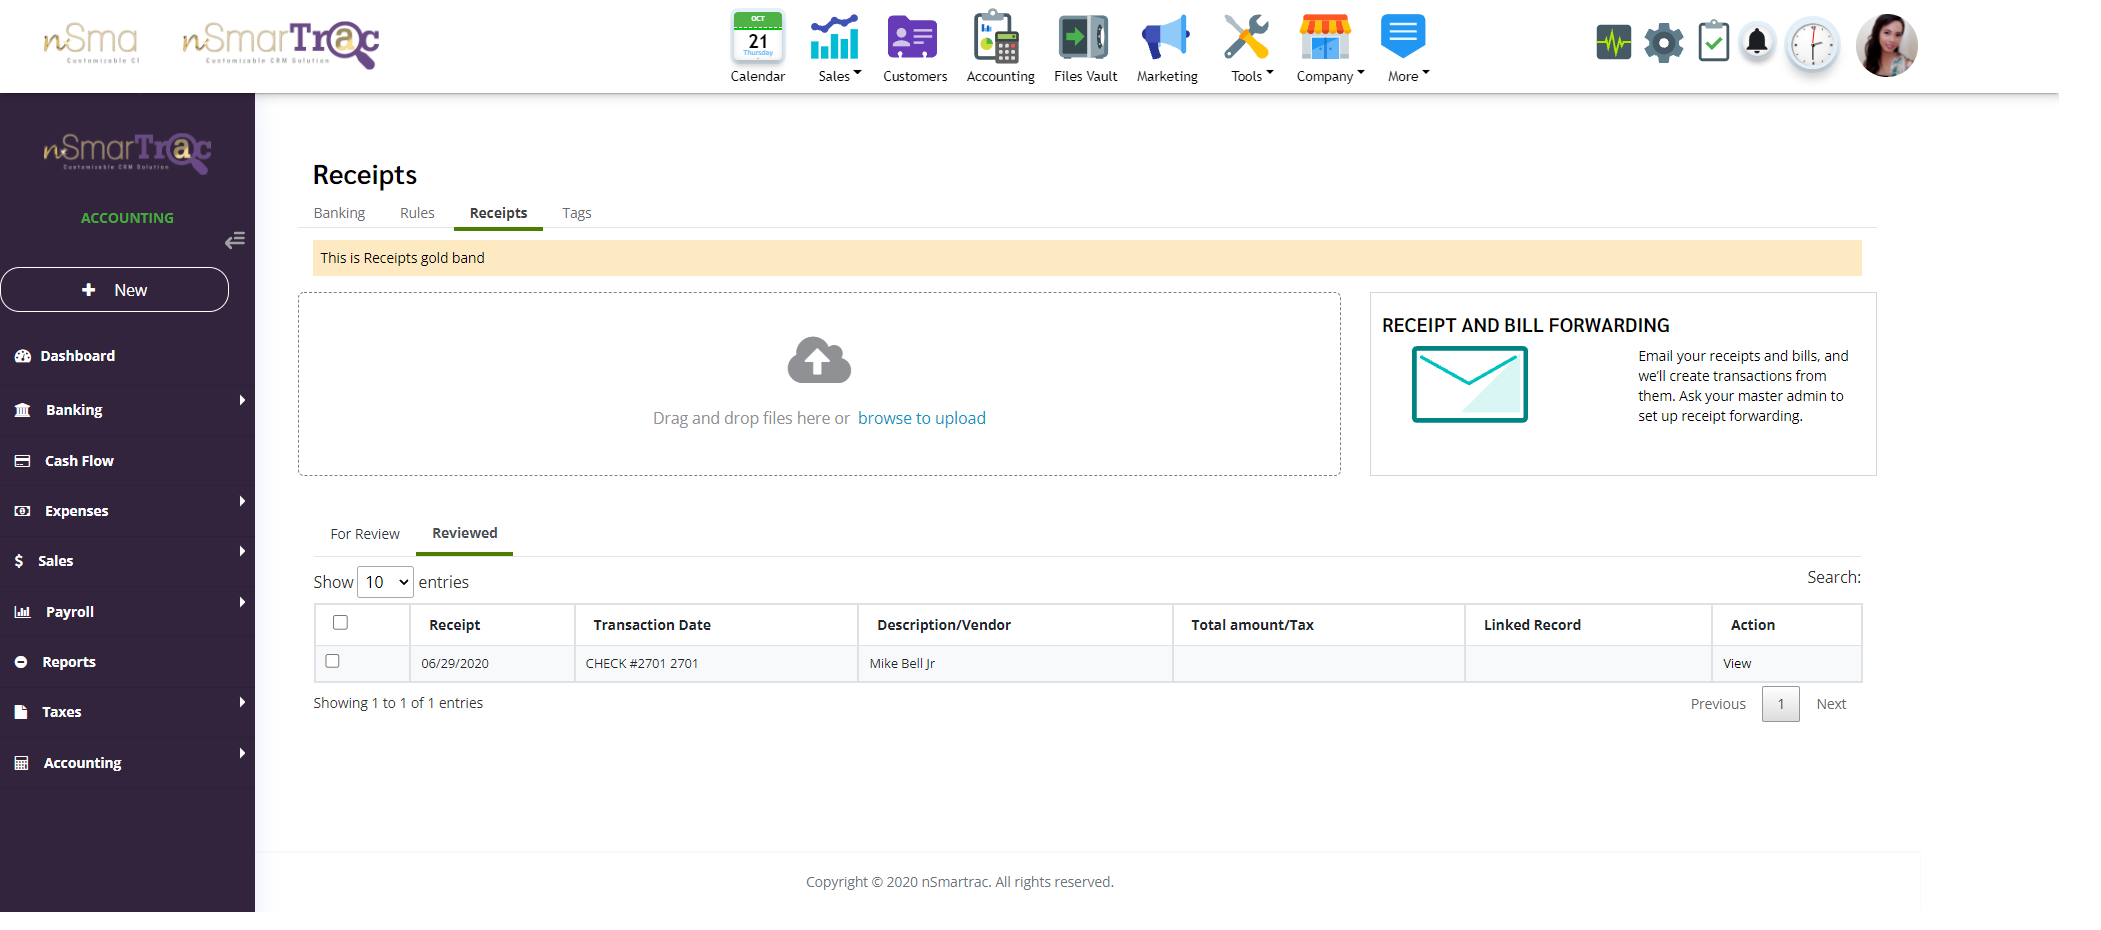 nSma
Customizable CI
nSmarTrac
Customizable CRM Solution
OCT
21
Thursday
Calendar
Sales
Customers
Accounting
Files Vault
Marketing
Tools
Company
More
nSmarTrac
Customizable CRM Solution
ACCOUNTING
New
Dashboard
Banking
Cash Flow
Expenses
$ Sales
Payroll
Reports
Taxes
Accounting
Receipts
Banking Rules Receipts Tags
This is Receipts gold band
Drag and drop files here or browse to upload
RECEIPT AND BILL FORWARDING
Email your receipts and bills, and
we'll create transactions from
them. Ask your master admin to
set up receipt forwarding.
For Review Reviewed
Show 10 entries
Search:
Receipt Transaction Date Description/Vendor Total amount/Tax Linked Record Action
06/29/2020 CHECK #2701 2701 Mike Bell Jr View
Showing 1 to 1 of 1 entries
Previous 1 Next
Copyright © 2020 nSmartrac. All rights reserved.